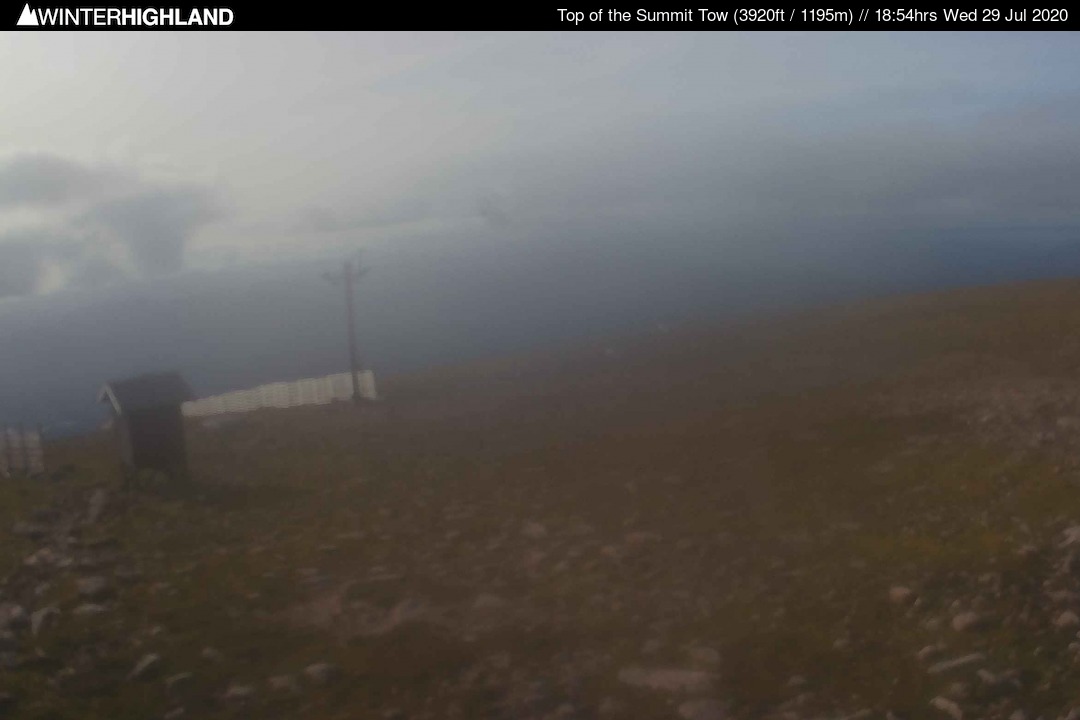 WINTERHIGHLAND
Top of the Summit Tow (3920ft / 1195m) // 18:54hrs Wed 29 Jul 2020